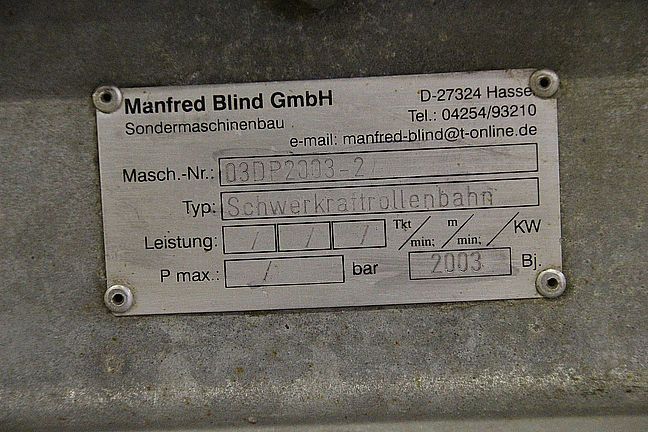 Manfred Blind GmbH
Sondermaschinenbau
D-27324 Hasse
Tel.: 04254/93210
e-mail: manfred-blind@t-online.de
Masch.-Nr.: 03DP2003-2/
Typ: Schwerkraftrollenbahn
Leistung: / / / Tkt/min; m/min; /KW
P max.: / bar 2003 Bj.